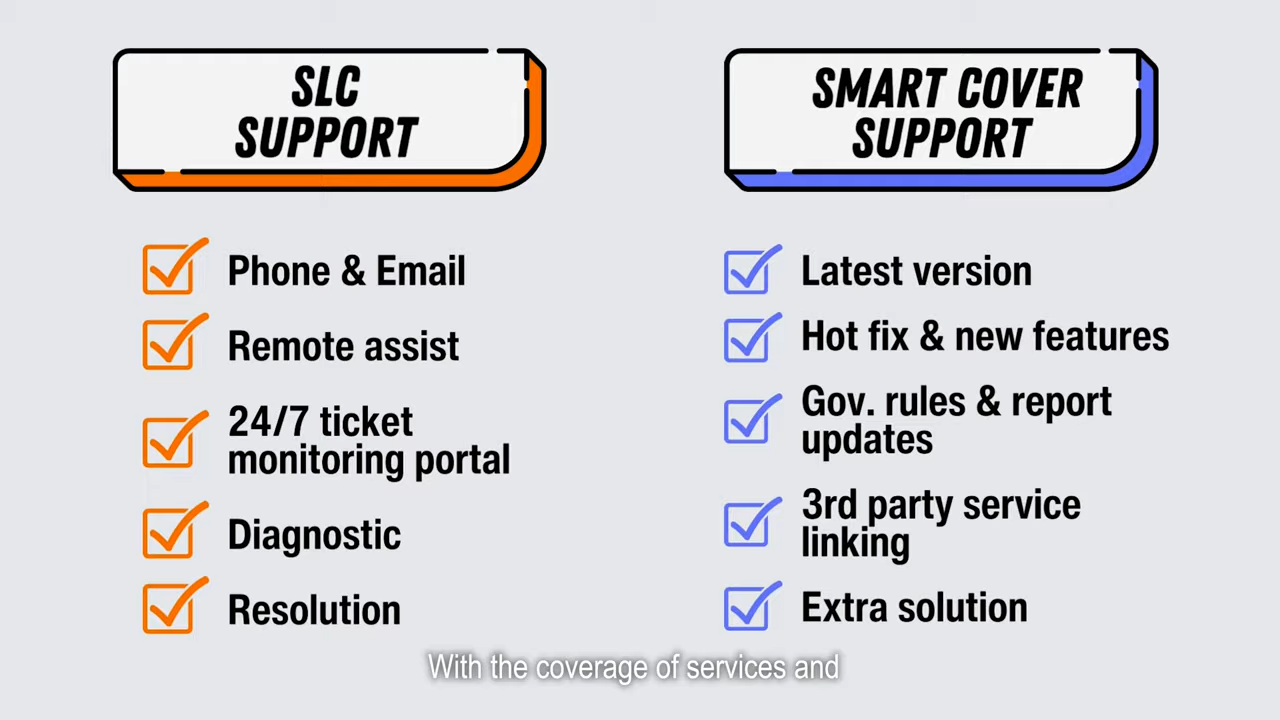 SLC
SUPPORT
Phone & Email
Remote assist
24/7 ticket
monitoring portal
Diagnostic
Resolution
SMART COVER
SUPPORT
Latest version
Hot fix & new features
Gov. rules & report
updates
3rd party service
linking
Extra solution
With the coverage of services and